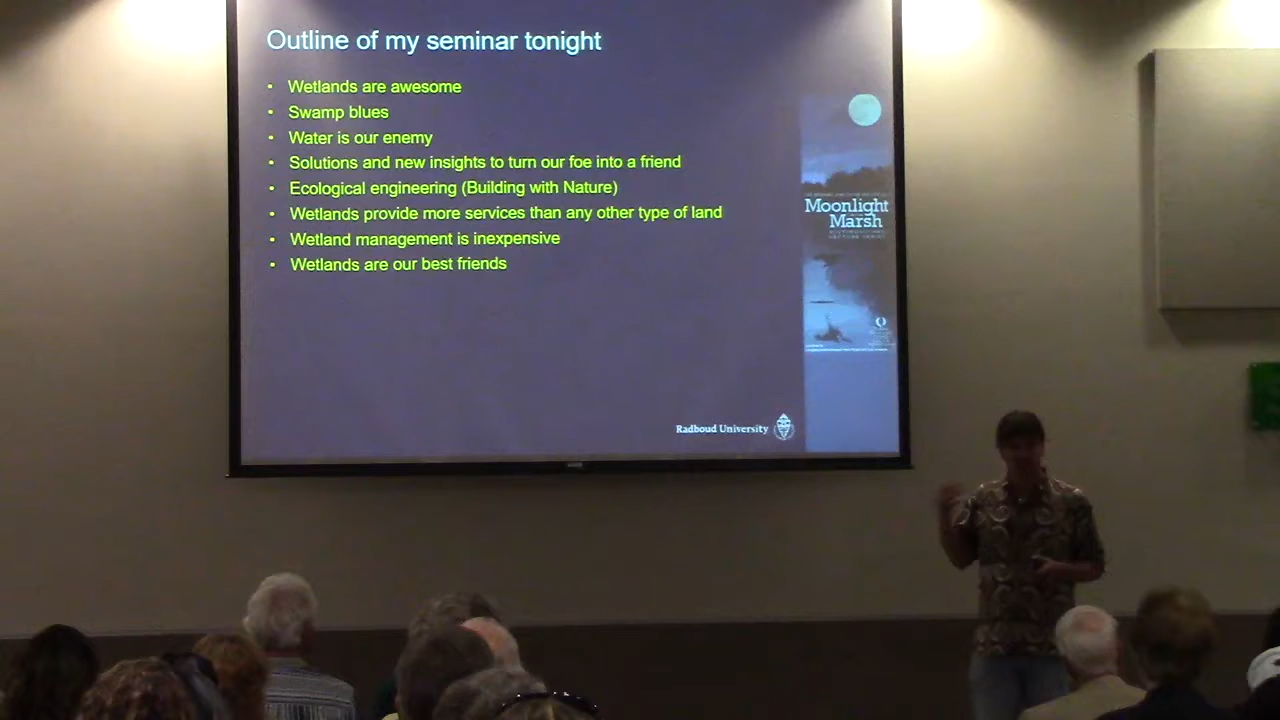 Outline of my seminar tonight
• Wetlands are awesome
• Swamp blues
• Water is our enemy
• Solutions and new insights to turn our foe into a friend
• Ecological engineering (Building with Nature)
• Wetlands provide more services than any other type of land
• Wetland management is inexpensive
• Wetlands are our best friends
Moonlight
Marsh
Radboud University